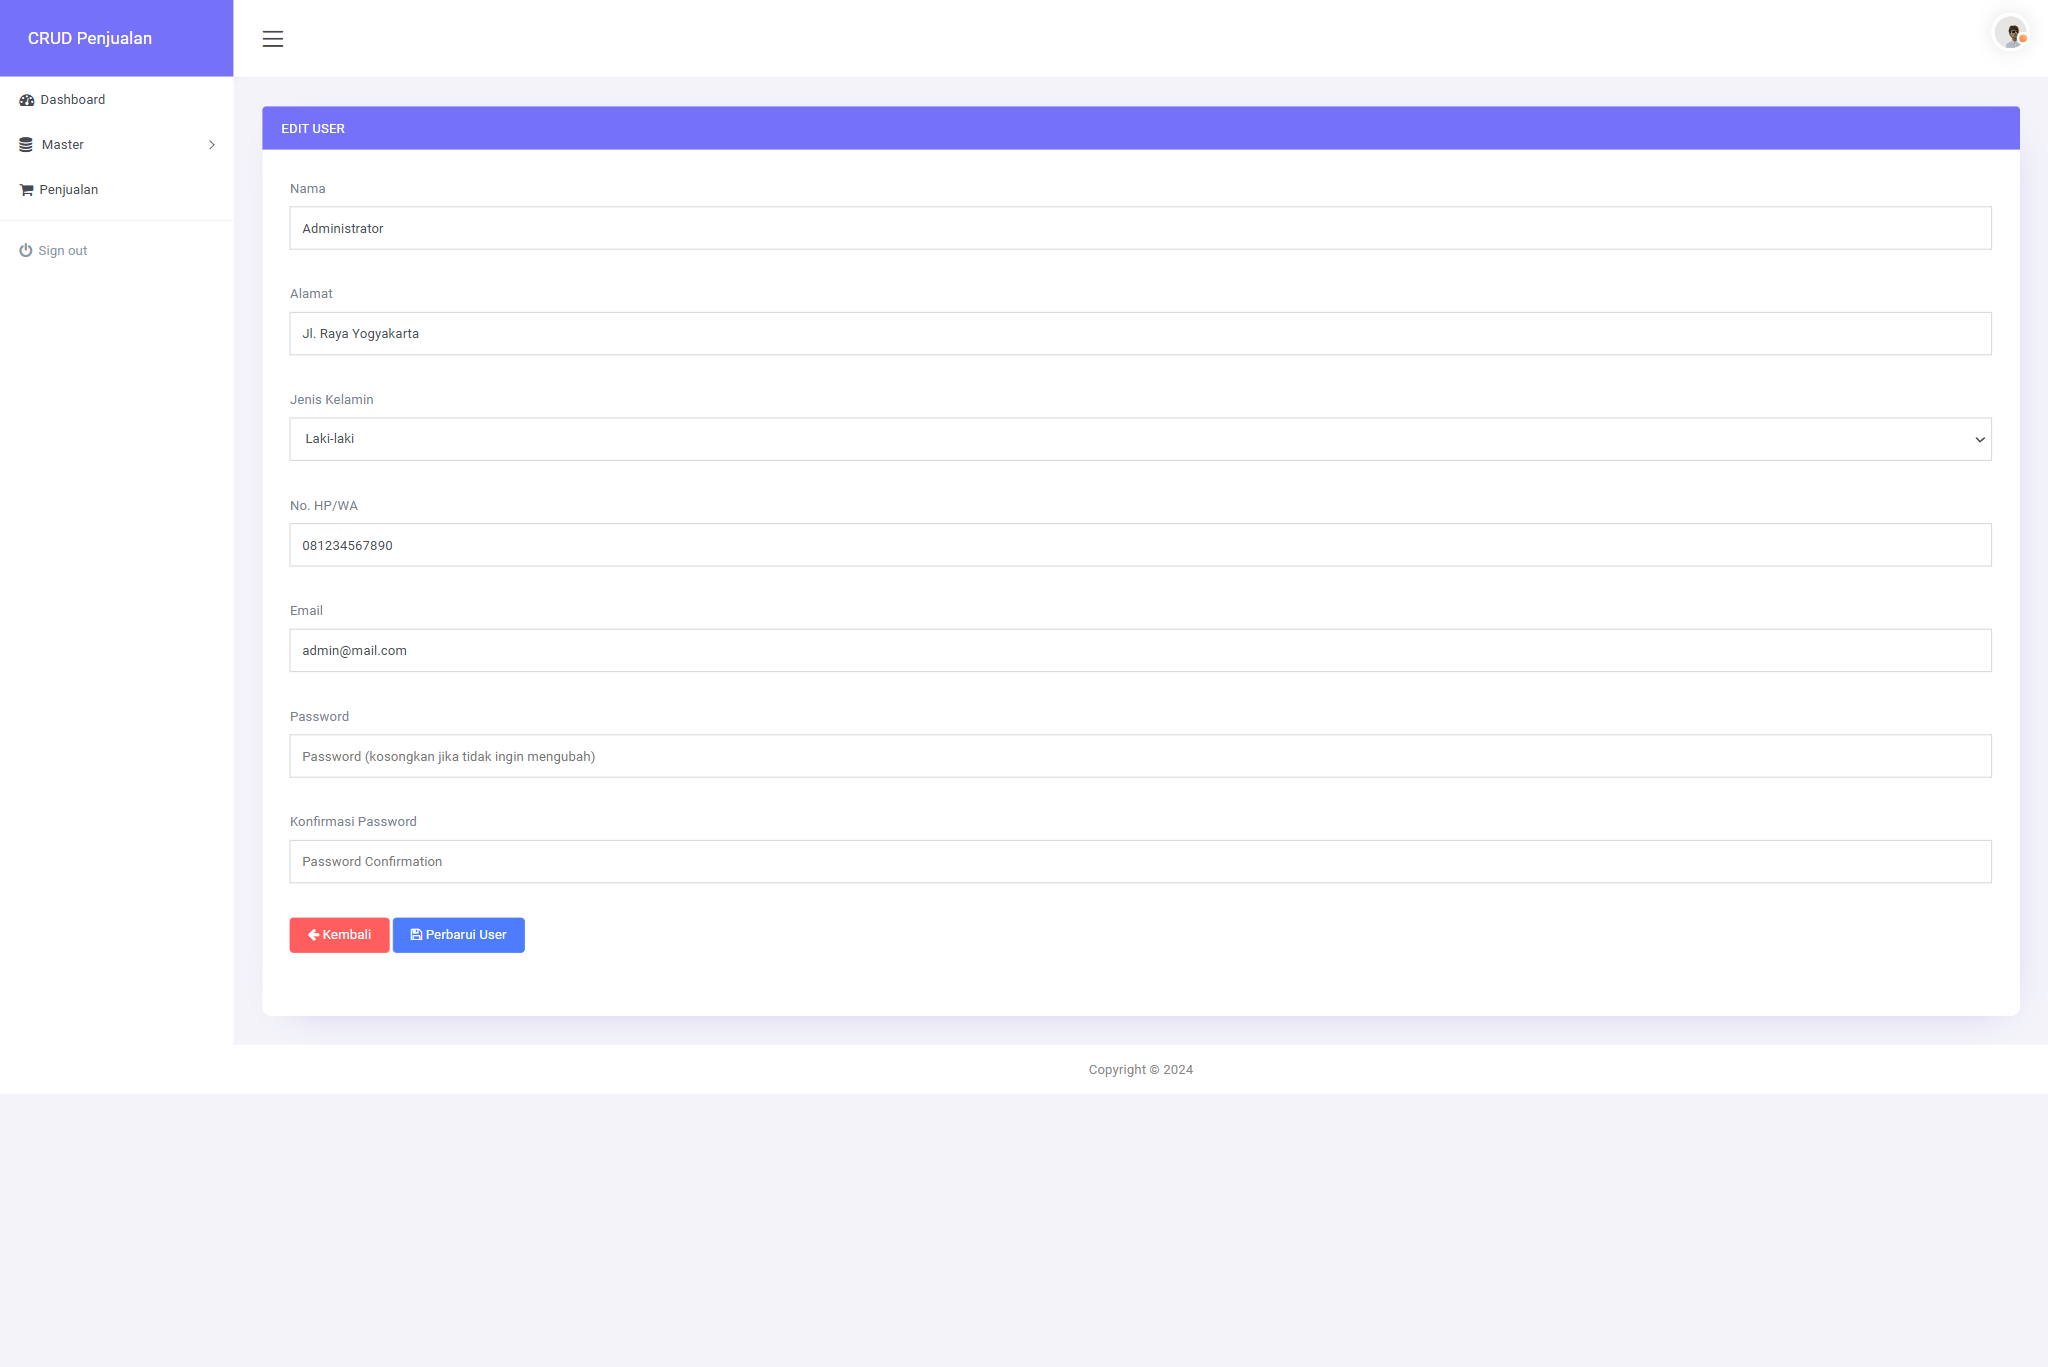 CRUD Penjualan
Dashboard
Master
Penjualan
Sign out
EDIT USER
Nama
Administrator
Alamat
Jl. Raya Yogyakarta
Jenis Kelamin
Laki-laki
No. HP/WA
081234567890
Email
admin@mail.com
Password
Password (kosongkan jika tidak ingin mengubah)
Konfirmasi Password
Password Confirmation
Kembali
Perbarui User
Copyright © 2024